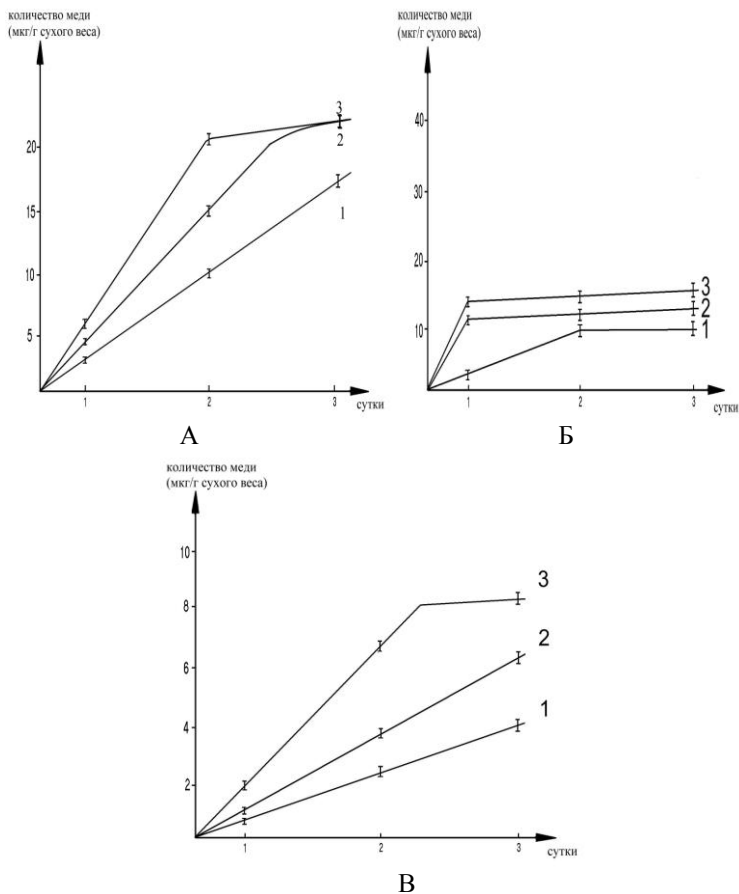 количество меди
(мкг/г сухого веса)
20
15
10
5
3
2
1
1
2
3
сутки
А
количество меди
(мкг/г сухого веса)
40
30
20
10
3
2
1
1
2
3
сутки
Б
количество меди
(мкг/г сухого веса)
10
8
6
4
2
3
2
1
1
2
3
сутки
В